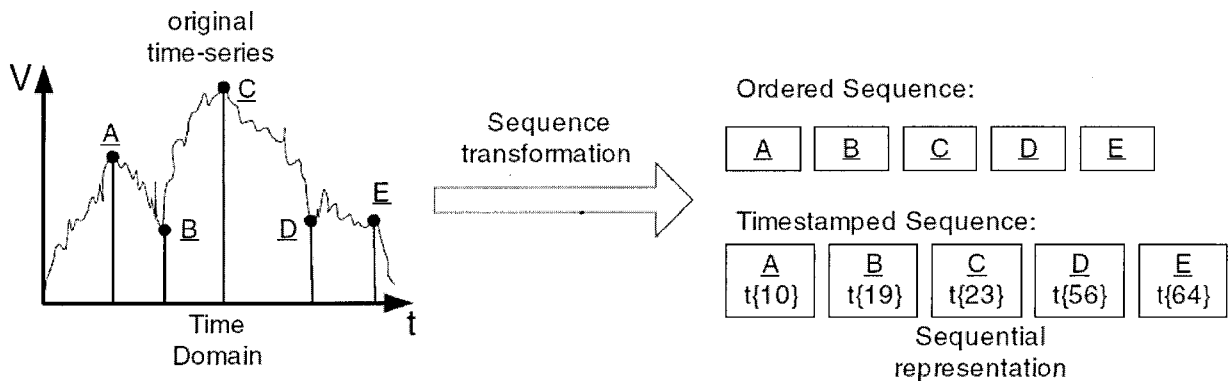 original
time-series
V
A
B
C
D
E
t
Time
Domain
Sequence
transformation
Ordered Sequence:
A B C D E
Timestamped Sequence:
A B C D E
t{10} t{19} t{23} t{56} t{64}
Sequential
representation